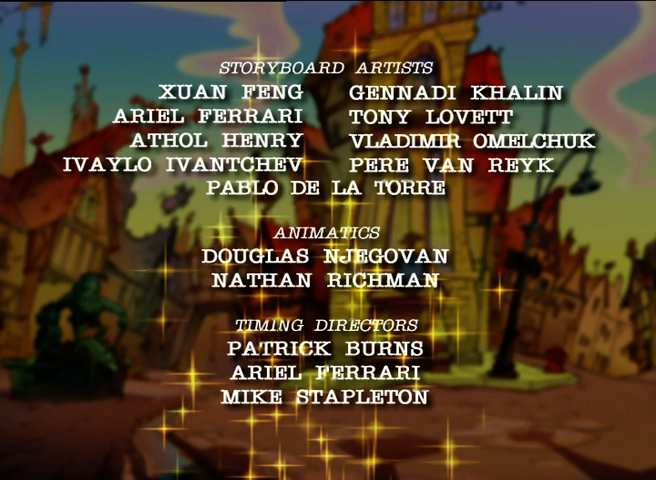 STORYBOARD ARTISTS
XUAN FENG GENNADI KHALIN
ARIEL FERRARI TONY LOVETT
ATHOL HENRY VLADIMIR OMELCHUK
IVAYLO IVANTCHEV PERE VAN REYK
PABLO DE LA TORRE
ANIMATICS
DOUGLAS NJEGOVAN
NATHAN RICHMAN
TIMING DIRECTORS
PATRICK BURNS
ARIEL FERRARI
MIKE STAPLETON